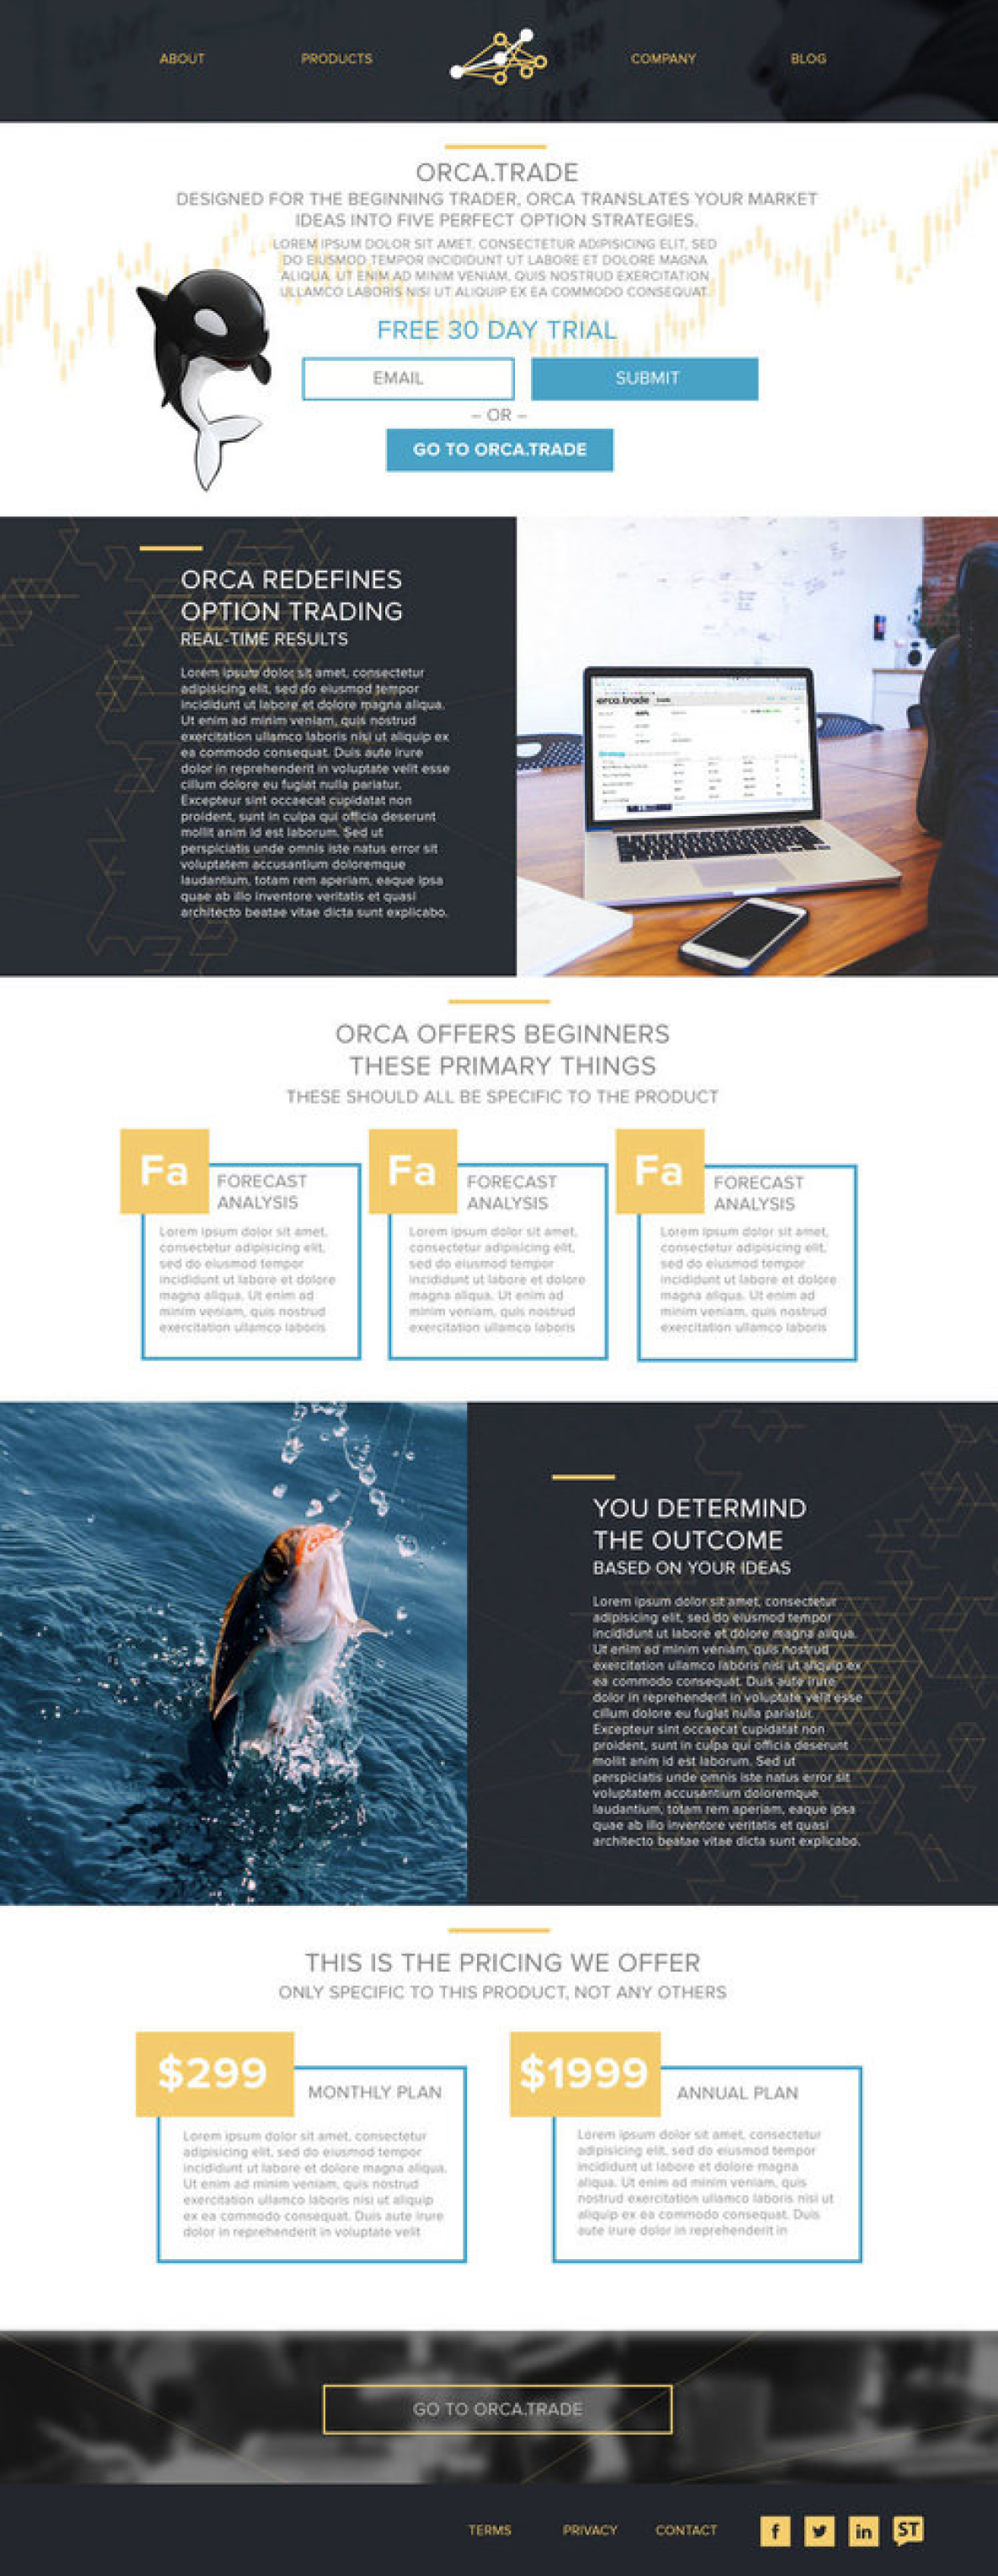 ABOUT
PRODUCTS
COMPANY
BLOG
ORCA.TRADE
DESIGNED FOR THE BEGINNING TRADER, ORCA TRANSLATES YOUR MARKET
IDEAS INTO FIVE PERFECT OPTION STRATEGIES.
LOREM IPSUM DOLOR SIT AMET, CONSECTETUR ADIPISICING ELIT, SED
DO EIUSMOD TEMPOR INCIDIDUNT UT LABORE ET DOLORE MAGNA
ALIQUA. UT ENIM AD MINIM VENIAM, QUIS NOSTRUD EXERCITATION
ULLAMCO LABORIS NISI UT ALIQUIP EX EA COMMODO CONSEQUAT.
FREE 30 DAY TRIAL
EMAIL
SUBMIT
– OR –
GO TO ORCA.TRADE
ORCA REDEFINES
OPTION TRADING
REAL-TIME RESULTS
Lorem ipsum dolor sit amet, consectetur
adipisicing elit, sed do eiusmod tempor
incididunt ut labore et dolore magna aliqua.
Ut enim ad minim veniam, quis nostrud
exercitation ullamco laboris nisi ut aliquip ex
ea commodo consequat. Duis aute irure
dolor in reprehenderit in voluptate velit esse
cillum dolore eu fugiat nulla pariatur.
Excepteur sint occaecat cupidatat non
proident, sunt in culpa qui officia deserunt
mollit anim id est laborum. Sed ut
perspiciatis unde omnis iste natus error sit
voluptatem accusantium doloremque
laudantium, totam rem aperiam, eaque ipsa
quae ab illo inventore veritatis et quasi
architecto beatae vitae dicta sunt explicabo.
orca.trade
ORCA OFFERS BEGINNERS
THESE PRIMARY THINGS
THESE SHOULD ALL BE SPECIFIC TO THE PRODUCT
Fa
FORECAST
ANALYSIS
Lorem ipsum dolor sit amet,
consectetur adipisicing elit,
sed do eiusmod tempor
incididunt ut labore et dolore
magna aliqua. Ut enim ad
minim veniam, quis nostrud
exercitation ullamco laboris
Fa
FORECAST
ANALYSIS
Lorem ipsum dolor sit amet,
consectetur adipisicing elit,
sed do eiusmod tempor
incididunt ut labore et dolore
magna aliqua. Ut enim ad
minim veniam, quis nostrud
exercitation ullamco laboris
Fa
FORECAST
ANALYSIS
Lorem ipsum dolor sit amet,
consectetur adipisicing elit,
sed do eiusmod tempor
incididunt ut labore et dolore
magna aliqua. Ut enim ad
minim veniam, quis nostrud
exercitation ullamco laboris
YOU DETERMIND
THE OUTCOME
BASED ON YOUR IDEAS
Lorem ipsum dolor sit amet, consectetur
adipisicing elit, sed do eiusmod tempor
incididunt ut labore et dolore magna aliqua.
Ut enim ad minim veniam, quis nostrud
exercitation ullamco laboris nisi ut aliquip ex
ea commodo consequat. Duis aute irure
dolor in reprehenderit in voluptate velit esse
cillum dolore eu fugiat nulla pariatur.
Excepteur sint occaecat cupidatat non
proident, sunt in culpa qui officia deserunt
mollit anim id est laborum. Sed ut
perspiciatis unde omnis iste natus error sit
voluptatem accusantium doloremque
laudantium, totam rem aperiam, eaque ipsa
quae ab illo inventore veritatis et quasi
architecto beatae vitae dicta sunt explicabo.
THIS IS THE PRICING WE OFFER
ONLY SPECIFIC TO THIS PRODUCT, NOT ANY OTHERS
$299
MONTHLY PLAN
Lorem ipsum dolor sit amet, consectetur
adipisicing elit, sed do eiusmod tempor
incididunt ut labore et dolore magna aliqua.
Ut enim ad minim veniam, quis nostrud
exercitation ullamco laboris nisi ut aliquip
ex ea commodo consequat. Duis aute irure
dolor in reprehenderit in voluptate velit
$1999
ANNUAL PLAN
Lorem ipsum dolor sit amet, consectetur
adipisicing elit, sed do eiusmod tempor
incididunt ut labore et dolore magna
aliqua. Ut enim ad minim veniam, quis
nostrud exercitation ullamco laboris nisi ut
aliquip ex ea commodo consequat. Duis
aute irure dolor in reprehenderit in
GO TO ORCA.TRADE
TERMS
PRIVACY
CONTACT
f
in
ST